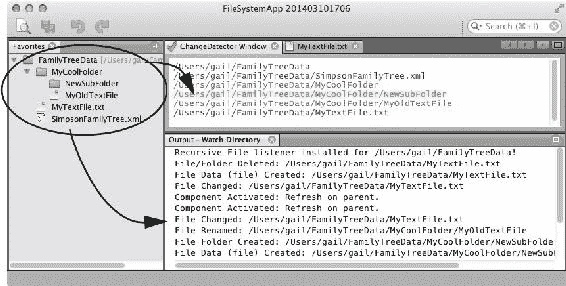 FileSystemApp 201403101706
Search (⌘+I)
Favorites
FamilyTreeData
MyCoolFolder
NewSubFolder
MyOldTextFile
MyTextFile.txt
SimpsonFamilyTree.xml
ChangeDetector Window
MyTextFile.txt
/Users/gail/FamilyTreeData
/Users/gail/FamilyTreeData/SimpsonFamilyTree.xml
/Users/gail/FamilyTreeData/MyCoolFolder
/Users/gail/FamilyTreeData/MyCoolFolder/NewSubFolder
/Users/gail/FamilyTreeData/MyCoolFolder/MyOldTextFile
/Users/gail/FamilyTreeData/MyTextFile.txt
Output - Watch Directory
Recursive File listener installed for /Users/gail/FamilyTreeData!
File/Folder Deleted: /Users/gail/FamilyTreeData/MyTextFile.txt
File Data (file) Created: /Users/gail/FamilyTreeData/MyTextFile.txt
File Changed: /Users/gail/FamilyTreeData/MyTextFile.txt
Component Activated: Refresh on parent.
Component Activated: Refresh on parent.
File Changed: /Users/gail/FamilyTreeData/MyTextFile.txt
File Renamed: /Users/gail/FamilyTreeData/MyCoolFolder/MyOldTextFile
File Folder Created: /Users/gail/FamilyTreeData/MyCoolFolder/NewSubFolde
File Data (file) Created: /Users/gail/FamilyTreeData/MyCoolFolder/NewSub